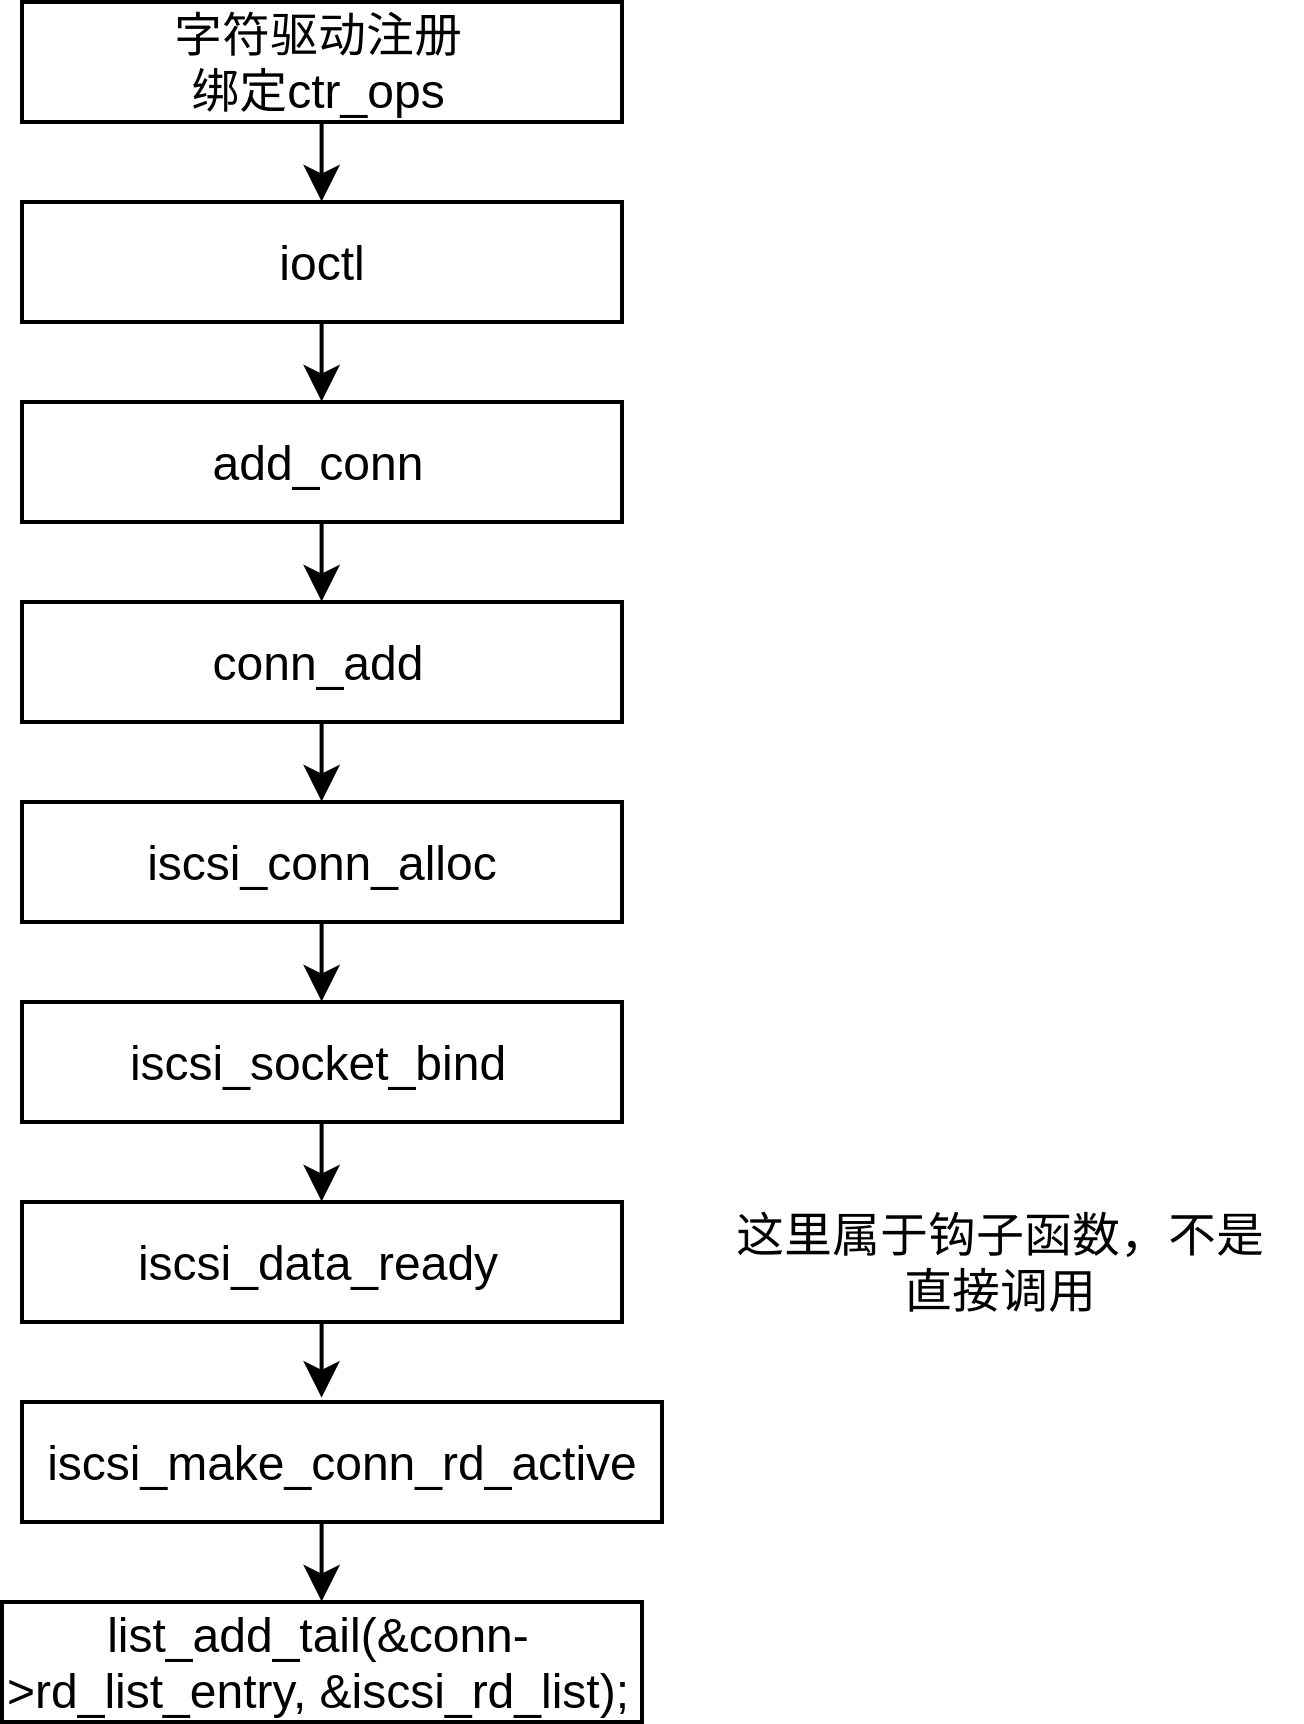 字符驱动注册
绑定ctr_ops
ioctl
add_conn
conn_add
iscsi_conn_alloc
iscsi_socket_bind
iscsi_data_ready
这里属于钩子函数，不是
直接调用
iscsi_make_conn_rd_active
list_add_tail(&conn-
>rd_list_entry, &iscsi_rd_list);